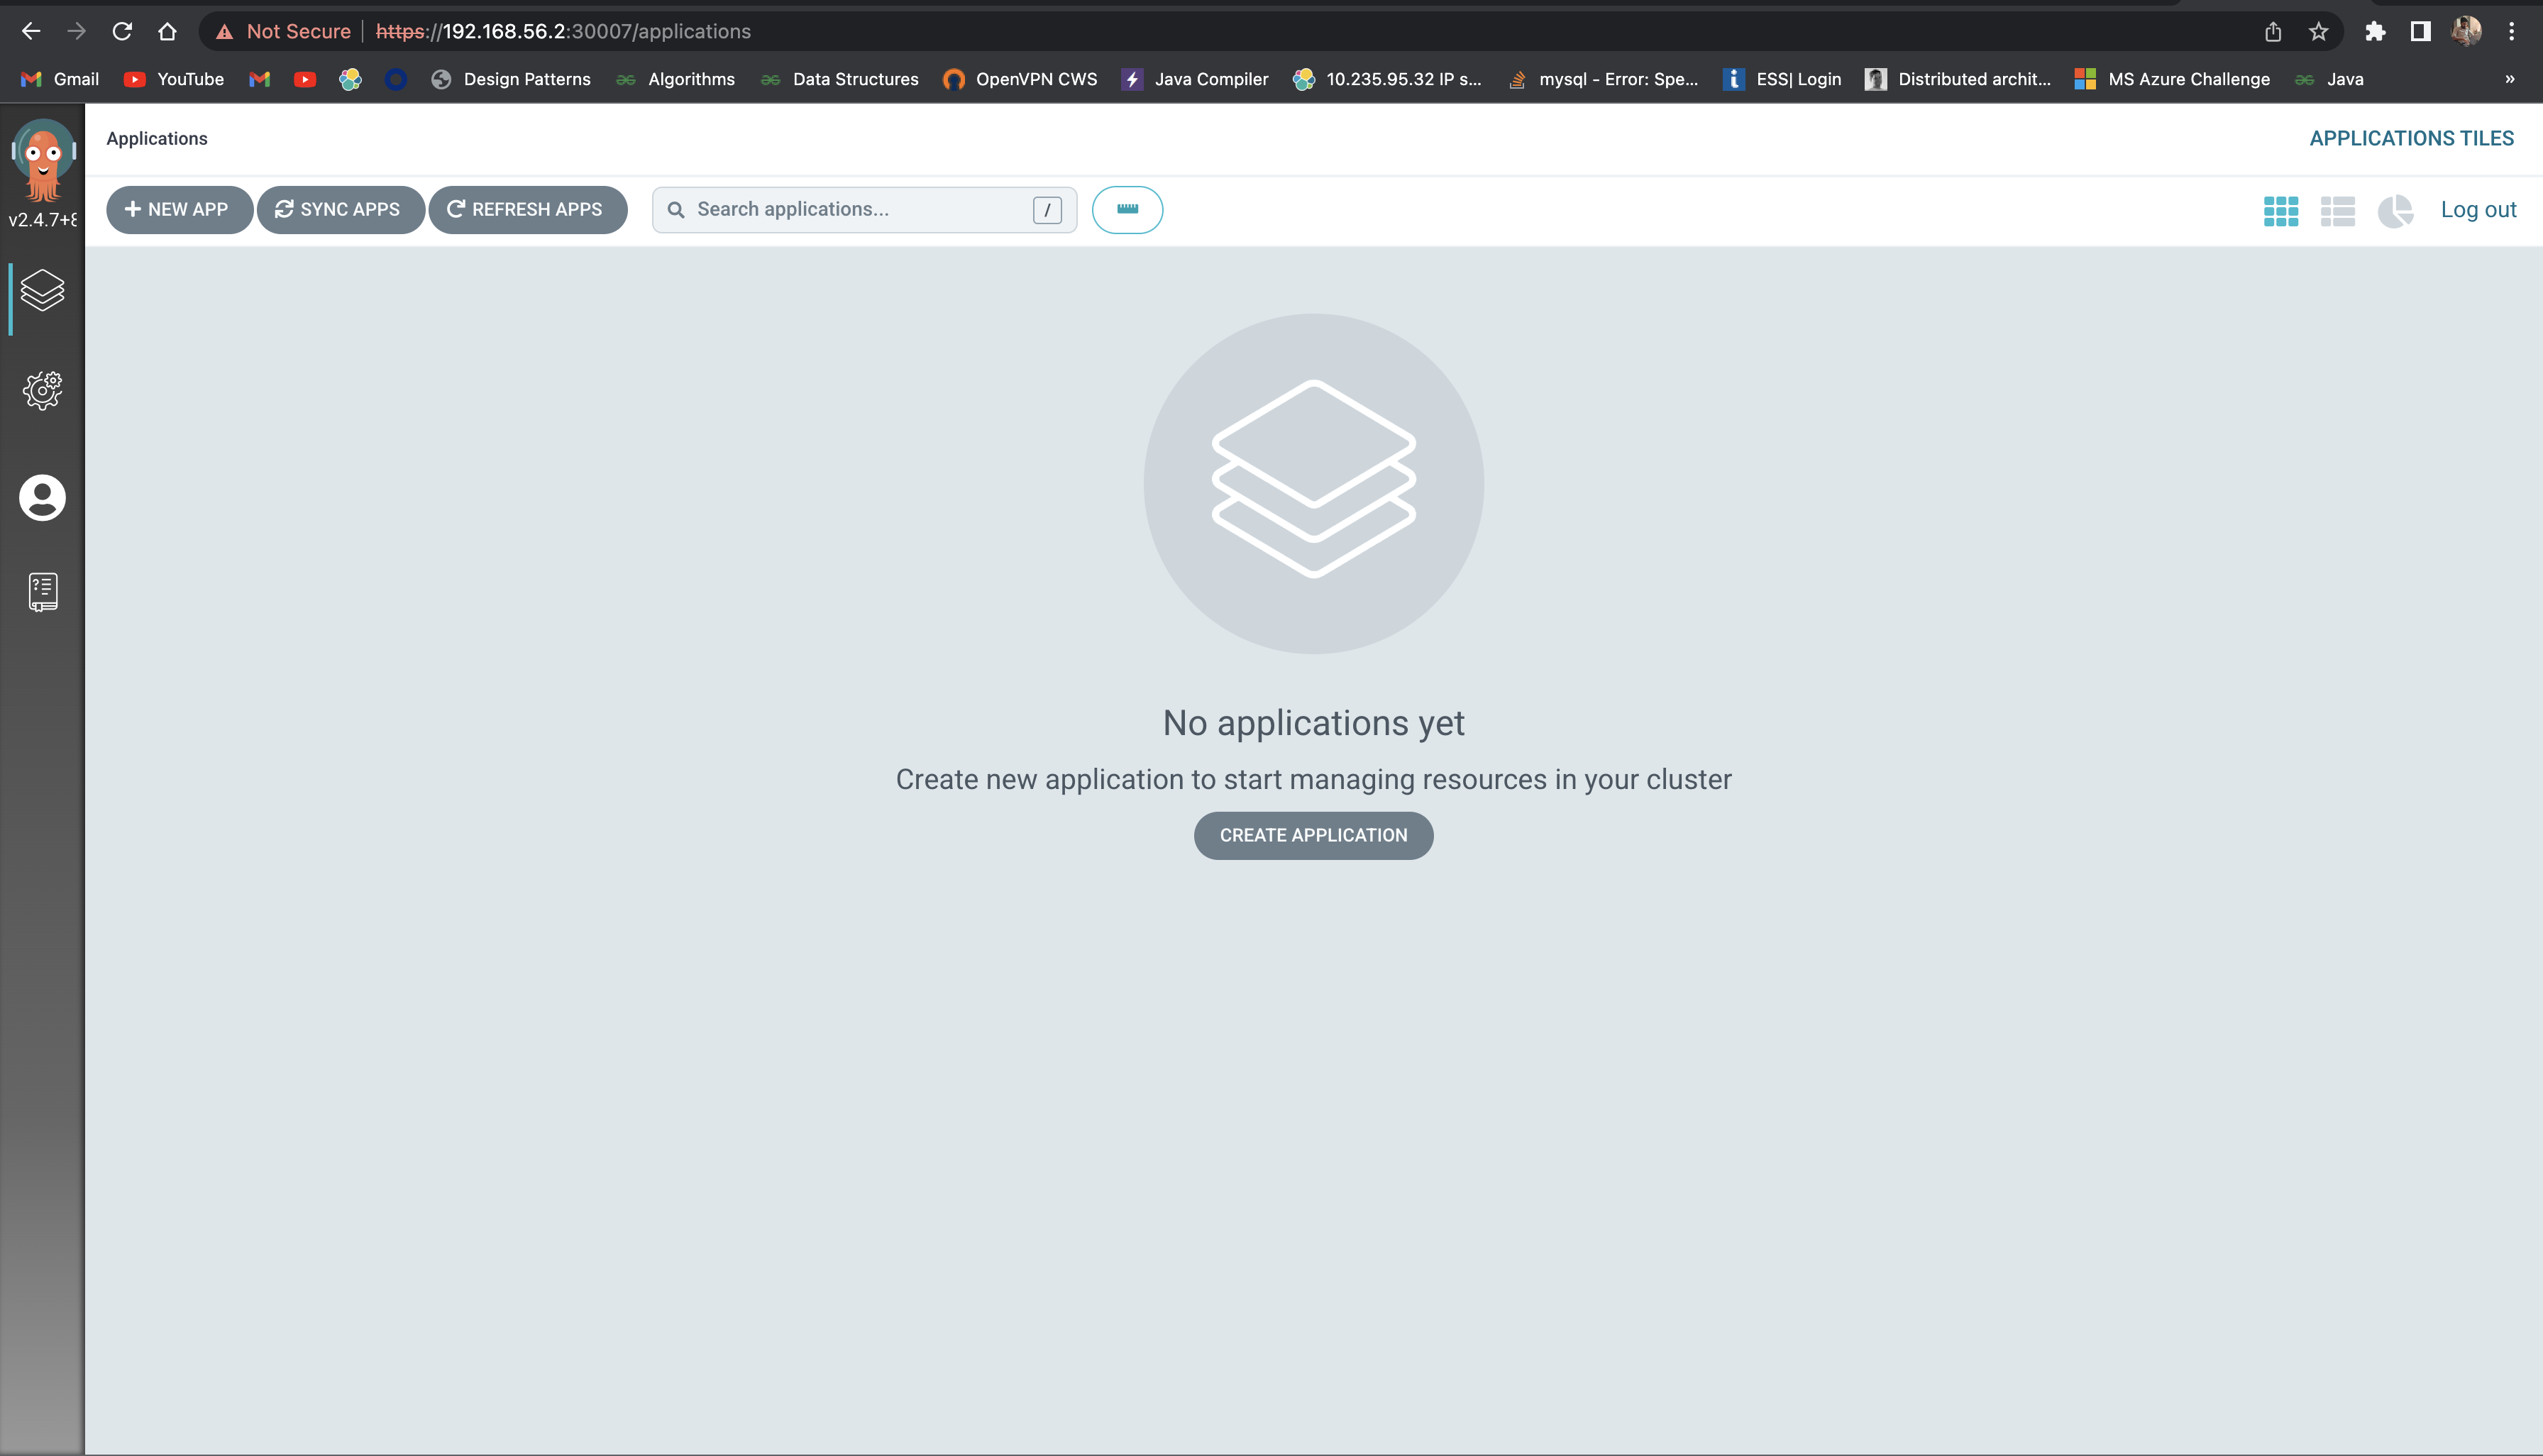 Not Secure https://192.168.56.2:30007/applications
Gmail YouTube Design Patterns Algorithms Data Structures OpenVPN CWS Java Compiler 10.235.95.32 IP s... mysql - Error: Spe... ESS| Login Distributed archit... MS Azure Challenge Java »
Applications APPLICATIONS TILES
v2.4.7+8
NEW APP SYNC APPS REFRESH APPS Search applications... / Log out
No applications yet
Create new application to start managing resources in your cluster
CREATE APPLICATION